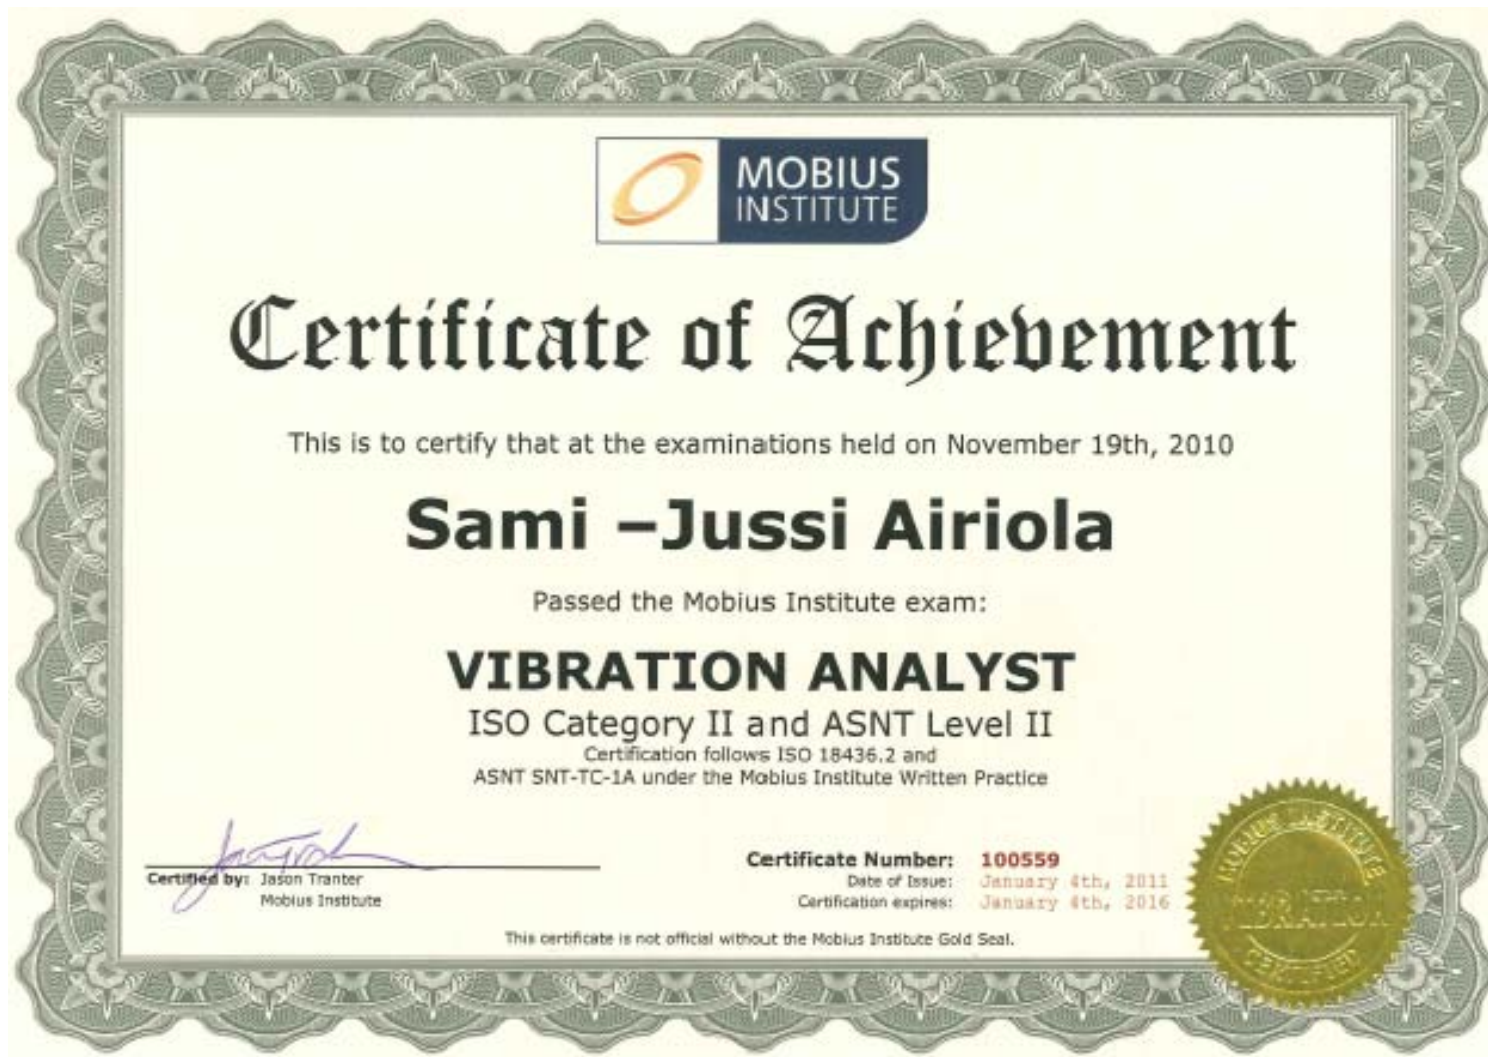 MOBIUS
INSTITUTE
Certificate of Achievement
This is to certify that at the examinations held on November 19th, 2010
Sami –Jussi Airiola
Passed the Mobius Institute exam:
VIBRATION ANALYST
ISO Category II and ASNT Level II
Certification follows ISO 18436.2 and
ASNT SNT-TC-1A under the Mobius Institute Written Practice
Certified by: Jason Tranter
Mobius Institute
Certificate Number: 100559
Date of Issue: January 4th, 2011
Certification expires: January 4th, 2016
This certificate is not official without the Mobius Institute Gold Seal.
MOBIUS INSTITUTE
VIBRATION
CERTIFIED